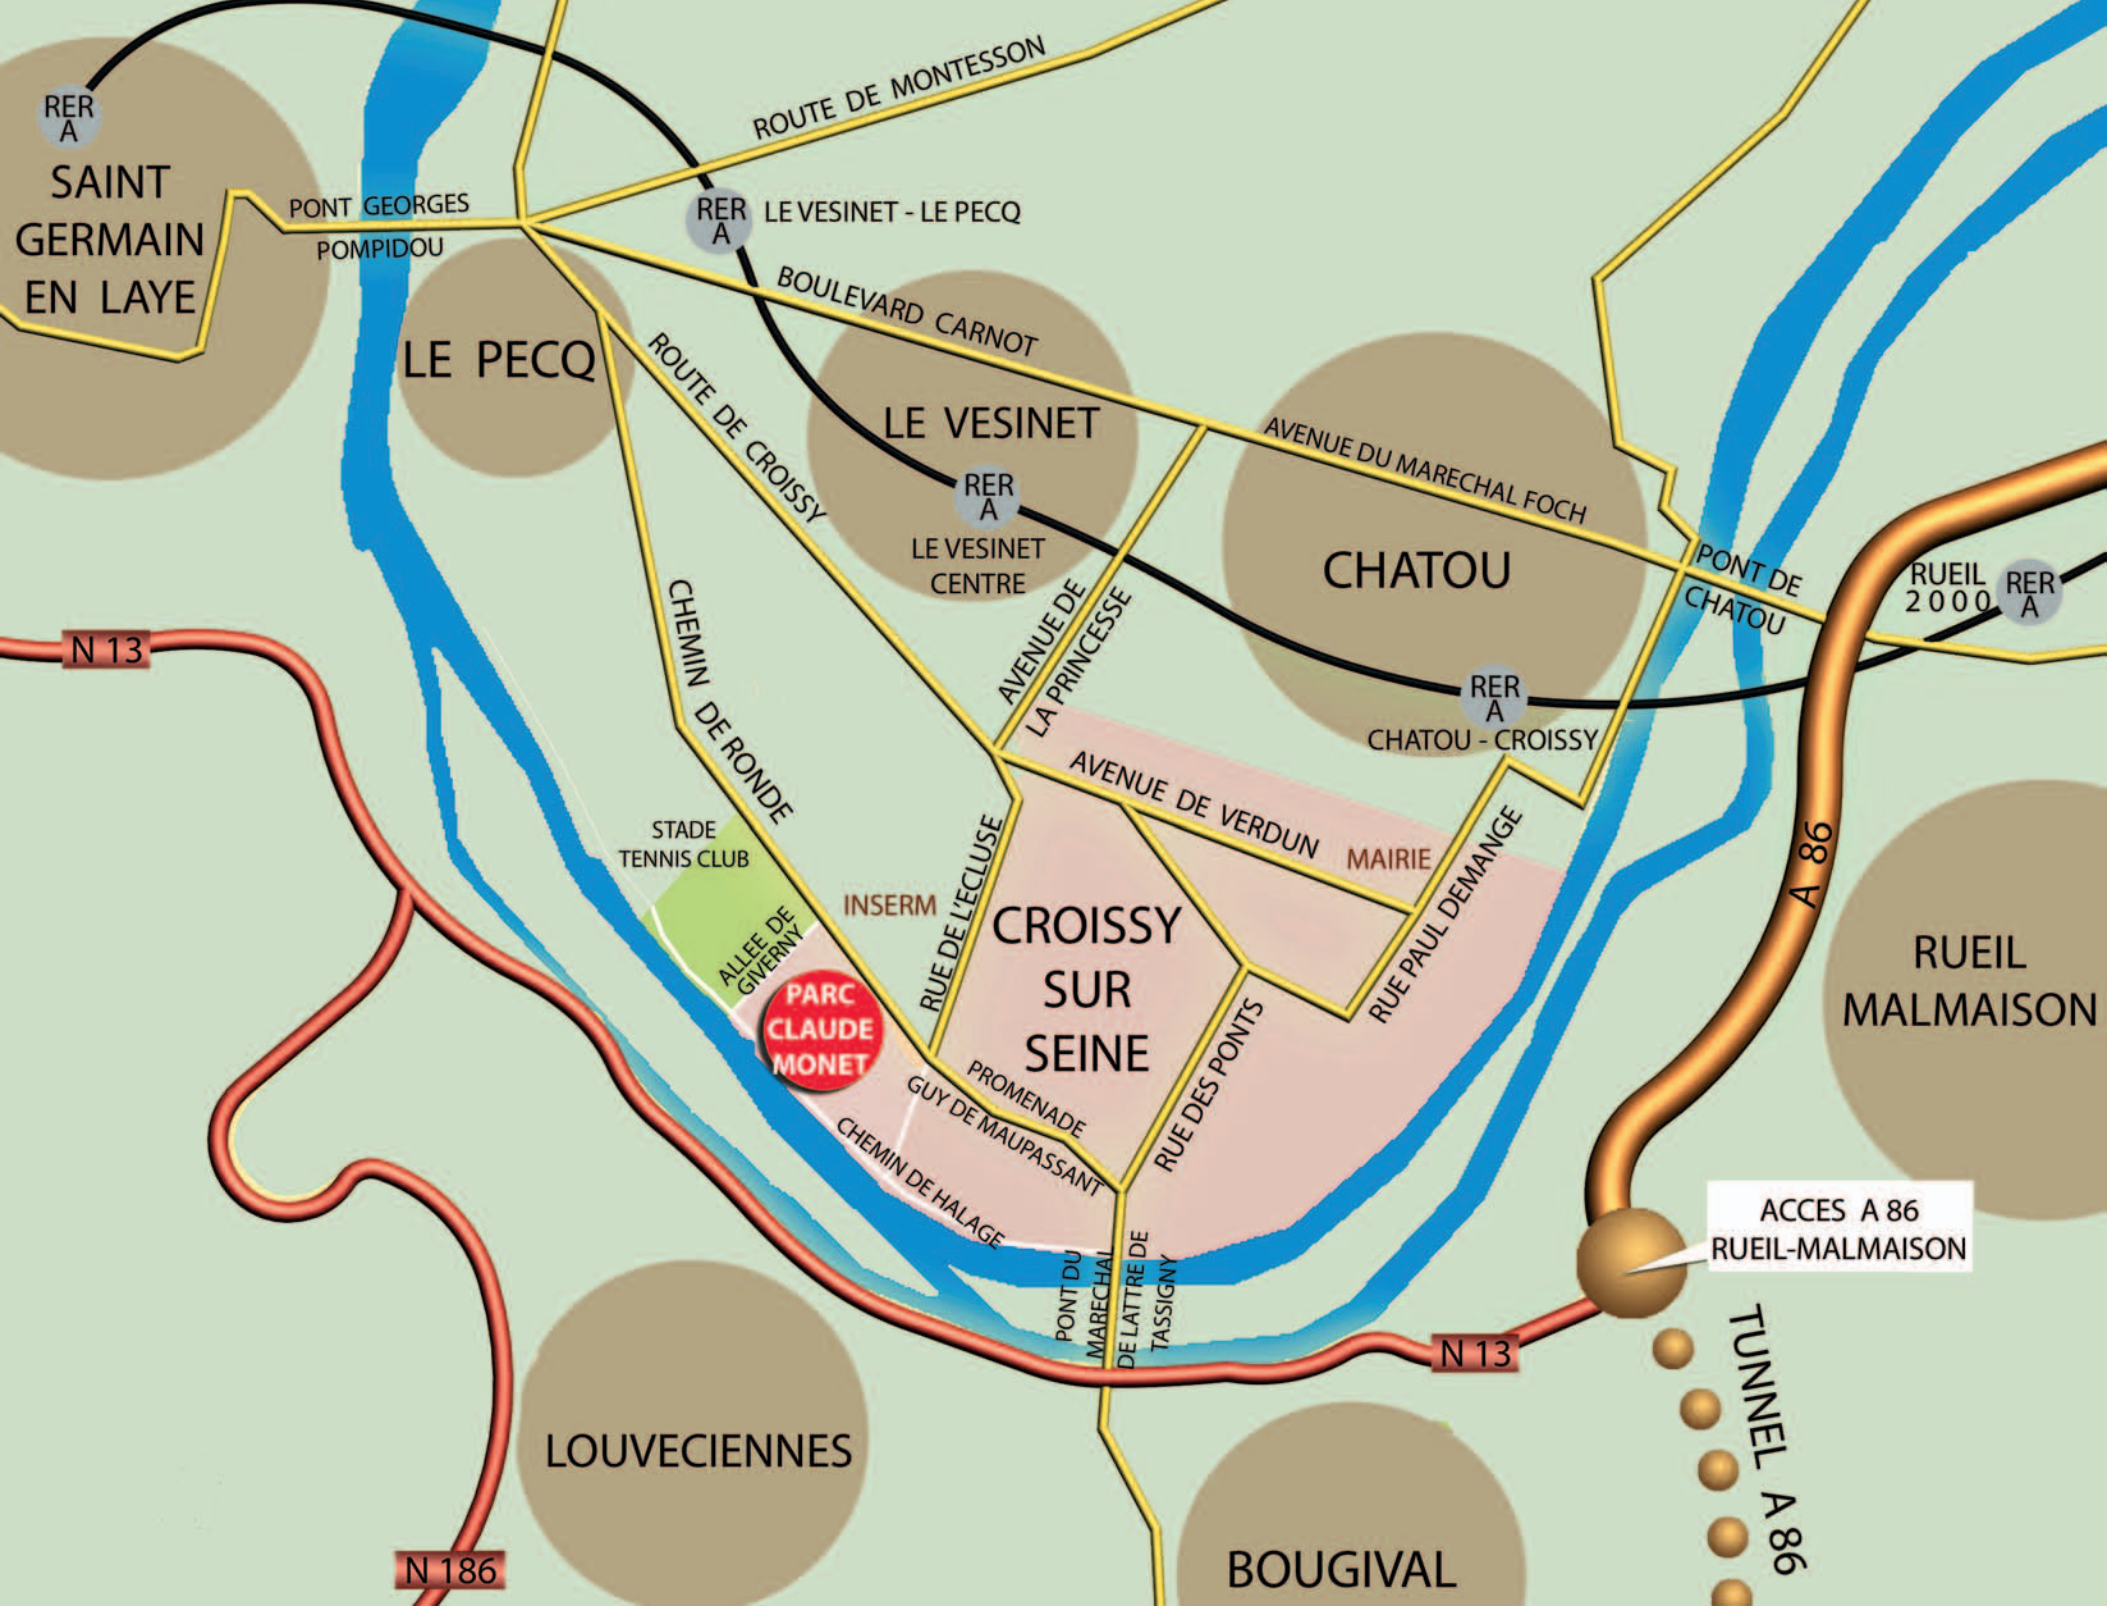 RER
A
SAINT
GERMAIN
EN LAYE
PONT GEORGES
POMPIDOU
ROUTE DE MONTESSON
RER
A
LE VESINET - LE PECQ
LE PECQ
BOULEVARD CARNOT
ROUTE DE CROISSY
LE VESINET
RER
A
LE VESINET
CENTRE
AVENUE DU MARECHAL FOCH
CHATOU
PONT DE
CHATOU
RUEIL
2000
RER
A
N 13
CHEMIN DE RONDE
AVENUE DE
LA PRINCESSE
RER
A
CHATOU - CROISSY
AVENUE DE VERDUN
MAIRIE
RUE PAUL DEMANGE
STADE
TENNIS CLUB
INSERM
ALLEE DE
GIVERNY
RUE DE L'ECLUSE
CROISSY
SUR
SEINE
A 86
RUEIL
MALMAISON
PARC
CLAUDE
MONET
RUE DES PONTS
PROMENADE
GUY DE MAUPASSANT
CHEMIN DE HALAGE
PONT DU
MARECHAL
DE LATTRE DE
TASSIGNY
ACCES A 86
RUEIL-MALMAISON
N 13
TUNNEL A 86
LOUVECIENNES
BOUGIVAL
N 186